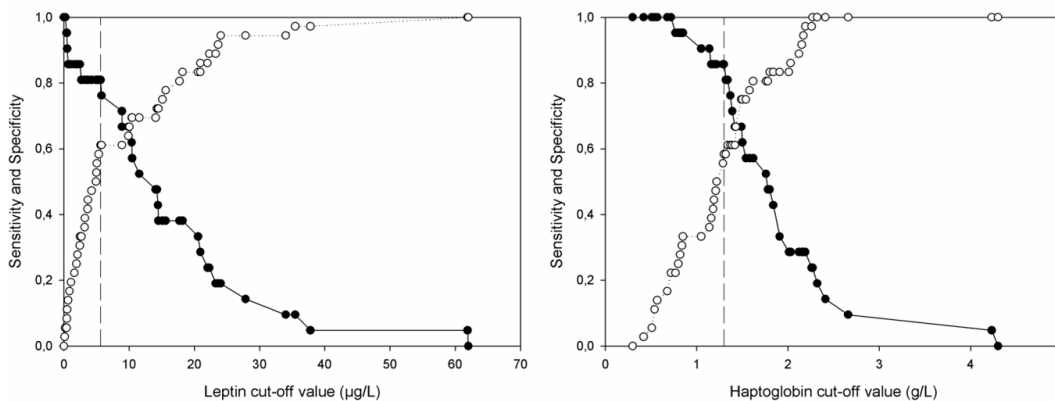 Sensitivity and Specificity
1,0
0,8
0,6
0,4
0,2
0,0
0 10 20 30 40 50 60 70
Leptin cut-off value (µg/L)
Sensitivity and Specificity
1,0
0,8
0,6
0,4
0,2
0,0
0 1 2 3 4
Haptoglobin cut-off value (g/L)